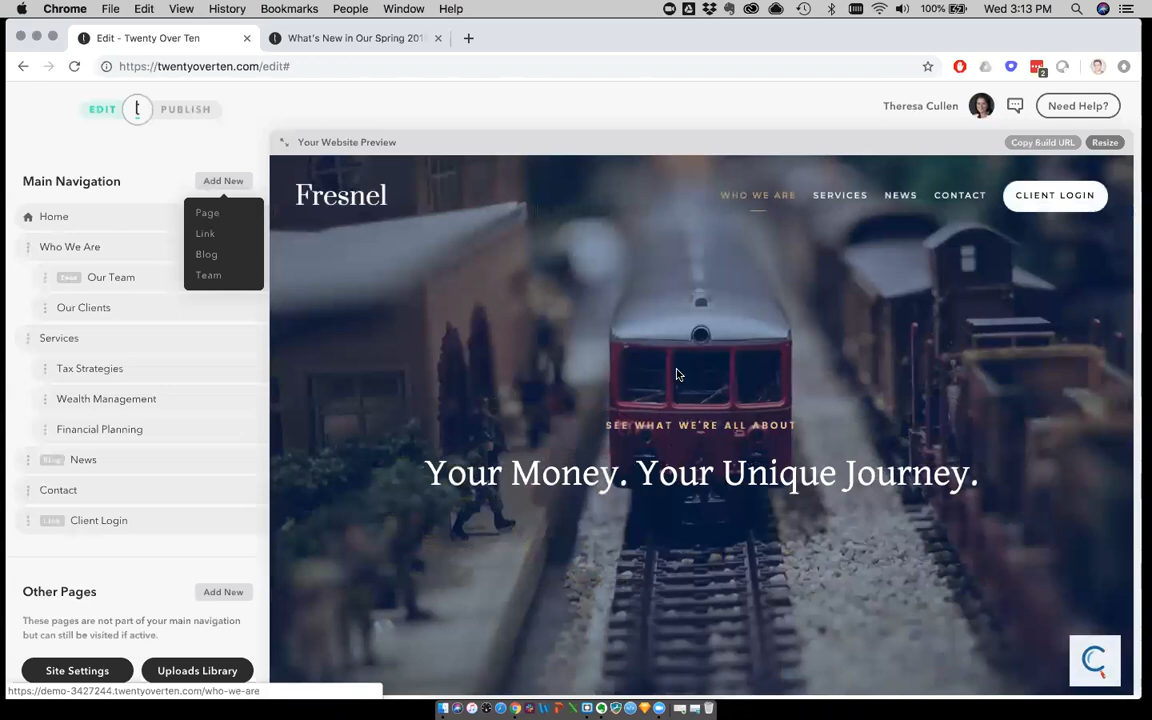 Chrome File Edit View History Bookmarks People Window Help 100% Wed 3:13 PM
Edit - Twenty Over Ten
What's New in Our Spring 201
https://twentyoverten.com/edit#
2
EDIT t PUBLISH
Theresa Cullen
Need Help?
Your Website Preview
Copy Build URL
Resize
Main Navigation
Add New
Page
Link
Blog
Team
Home
Who We Are
Team Our Team
Our Clients
Services
Tax Strategies
Wealth Management
Financial Planning
Blog News
Contact
Link Client Login
Other Pages
Add New
These pages are not part of your main navigation
but can still be visited if active.
Site Settings
Uploads Library
https://demo-3427244.twentyoverten.com/who-we-are
Fresnel
WHO WE ARE SERVICES NEWS CONTACT CLIENT LOGIN
SEE WHAT WE'RE ALL ABOUT
Your Money. Your Unique Journey.